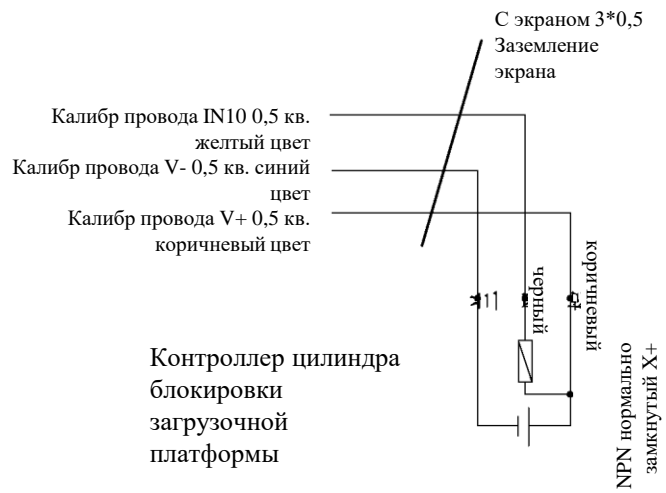 С экраном 3*0,5
Заземление
экрана
Калибр провода IN10 0,5 кв.
желтый цвет
Калибр провода V- 0,5 кв. синий
цвет
Калибр провода V+ 0,5 кв.
коричневый цвет
черный
коричневый
Контроллер цилиндра
блокировки
загрузочной
платформы
NPN нормально
замкнутый X+